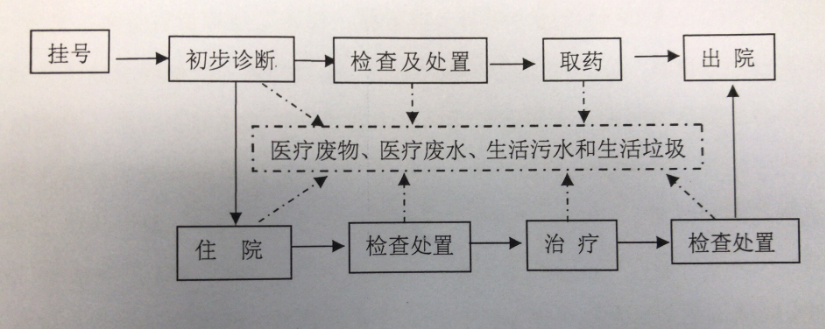 挂号
初步诊断
检查及处置
取药
出院
医疗废物、医疗废水、生活污水和生活垃圾
住院
检查处置
治疗
检查处置